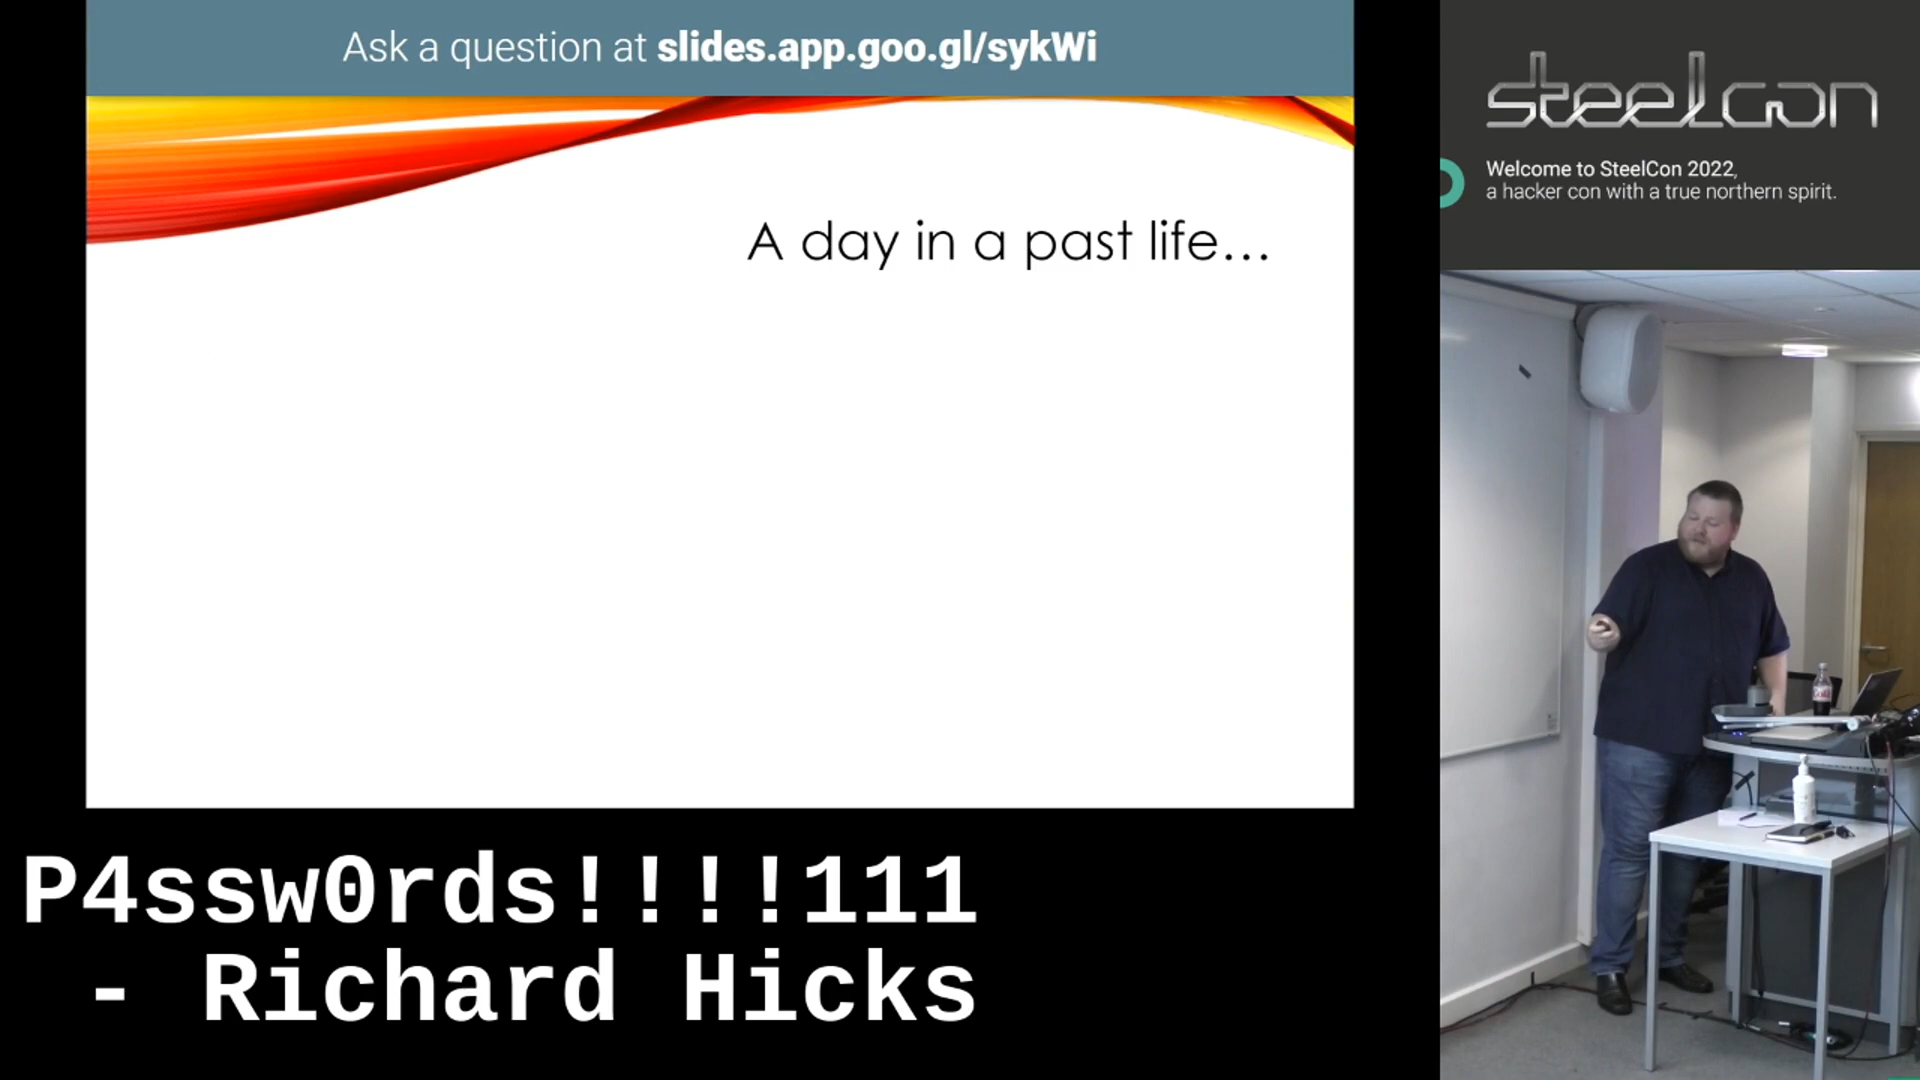 Ask a question at slides.app.goo.gl/sykWi
A day in a past life...
P4ssw0rds!!!!111
- Richard Hicks
steelcon
Welcome to SteelCon 2022,
a hacker con with a true northern spirit.